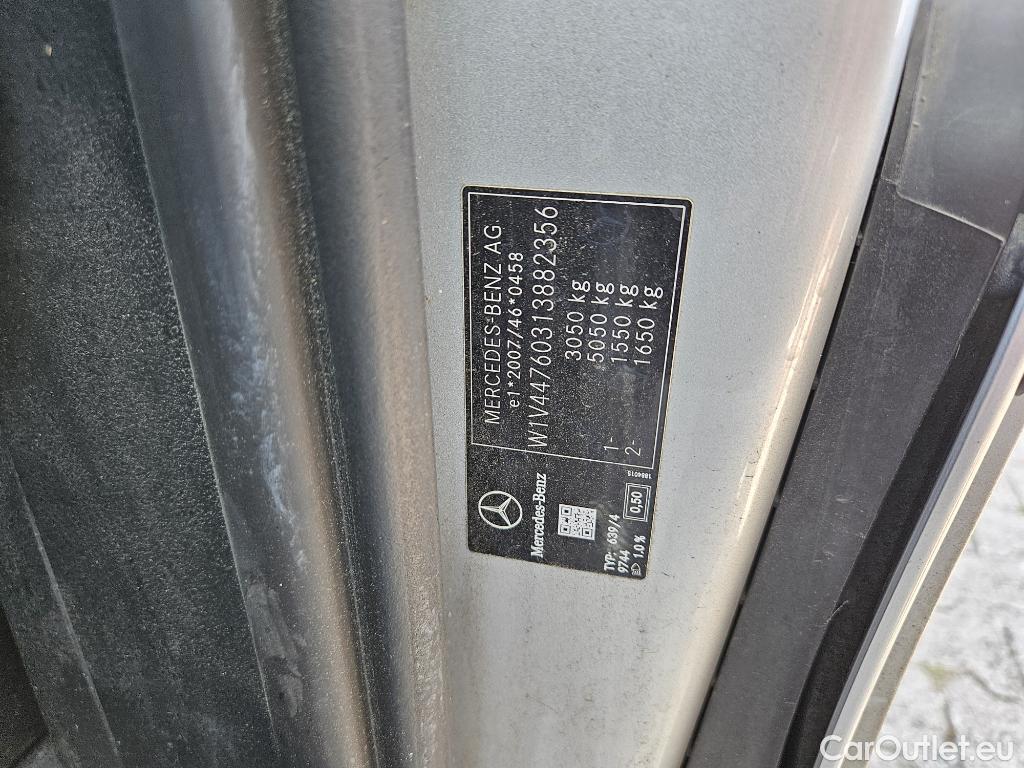 MERCEDES-BENZ AG
e1*2007/46*0458
W1V44760313882356
3050 kg
5050 kg
1- 1550 kg
2- 1650 kg
Mercedes-Benz
TYP: 639/4
9744
1.0 %
0,50
1884019
CarOutlet.eu